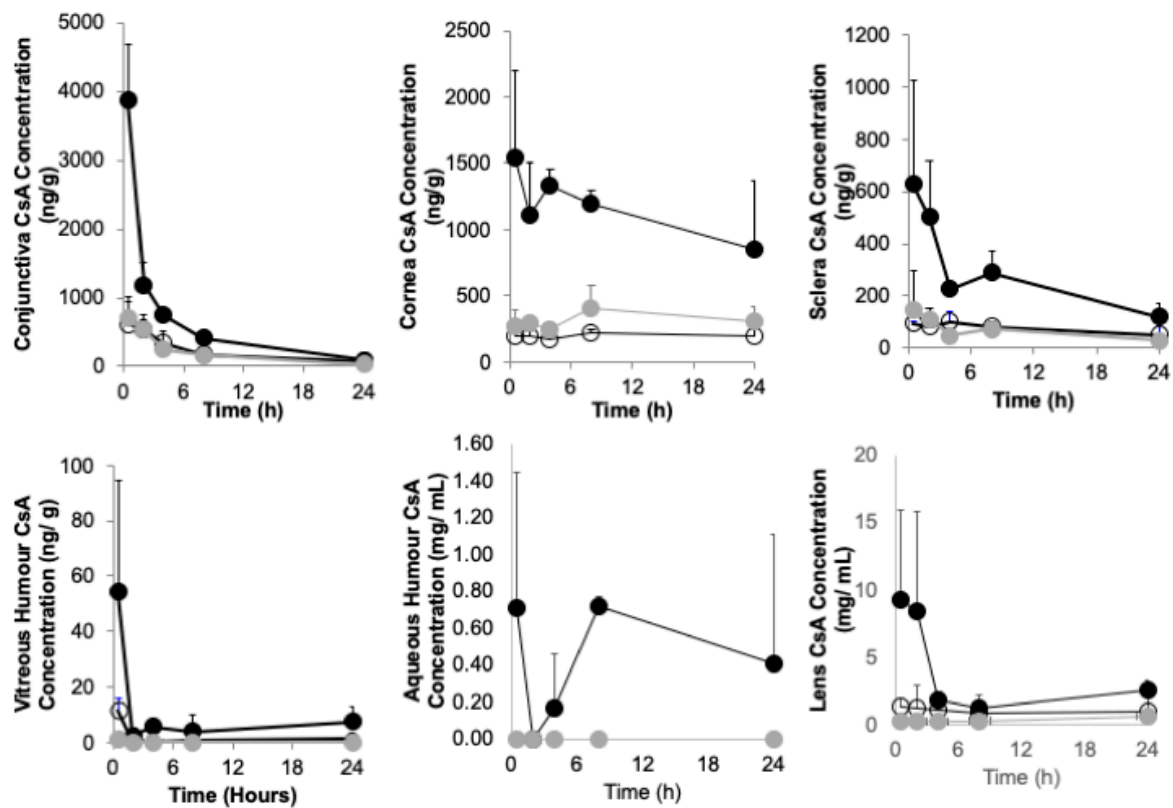 Conjunctiva CsA Concentration
(ng/g)
5000
4000
3000
2000
1000
0
0 6 12 18 24
Time (h)
Cornea CsA Concentration
(ng/g)
2500
2000
1500
1000
500
0
0 6 12 18 24
Time (h)
Sclera CsA Concentration
(ng/g)
1200
1000
800
600
400
200
0
0 6 12 18 24
Time (h)
Vitreous Humour CsA
Concentration (ng/ g)
100
80
60
40
20
0
0 6 12 18 24
Time (Hours)
Aqueous Humour CsA
Concentration (mg/ mL)
1.60
1.40
1.20
1.00
0.80
0.60
0.40
0.20
0.00
0 6 12 18 24
Time (h)
Lens CsA Concentration
(mg/ mL)
20
15
10
5
0
0 6 12 18 24
Time (h)